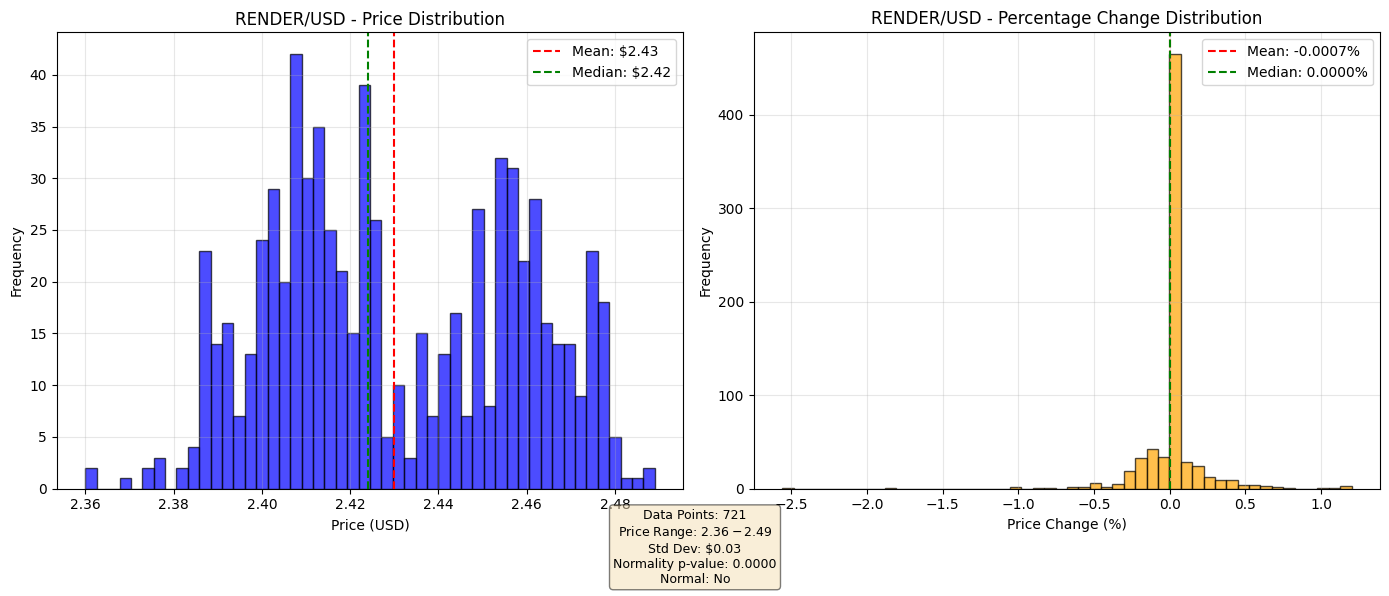 RENDER/USD - Price Distribution
Mean: $2.43
Median: $2.42
Frequency
40
35
30
25
20
15
10
5
0
2.36
2.38
2.40
2.42
2.44
2.46
2.48
Price (USD)
RENDER/USD - Percentage Change Distribution
Mean: -0.0007%
Median: 0.0000%
Frequency
400
300
200
100
0
−2.5
−2.0
−1.5
−1.0
−0.5
0.0
0.5
1.0
Price Change (%)
Data Points: 721
Price Range: 2.36 − 2.49
Std Dev: $0.03
Normality p-value: 0.0000
Normal: No